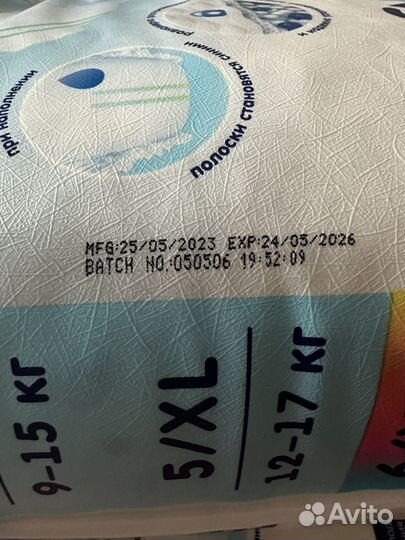 при наполнении
полоски становятся синими
MFG:25/05/2023 EXP:24/05/2026
BATCH NO.:050506 19:52:09
9-15 кг
5/XL
12-17 кг
Avito